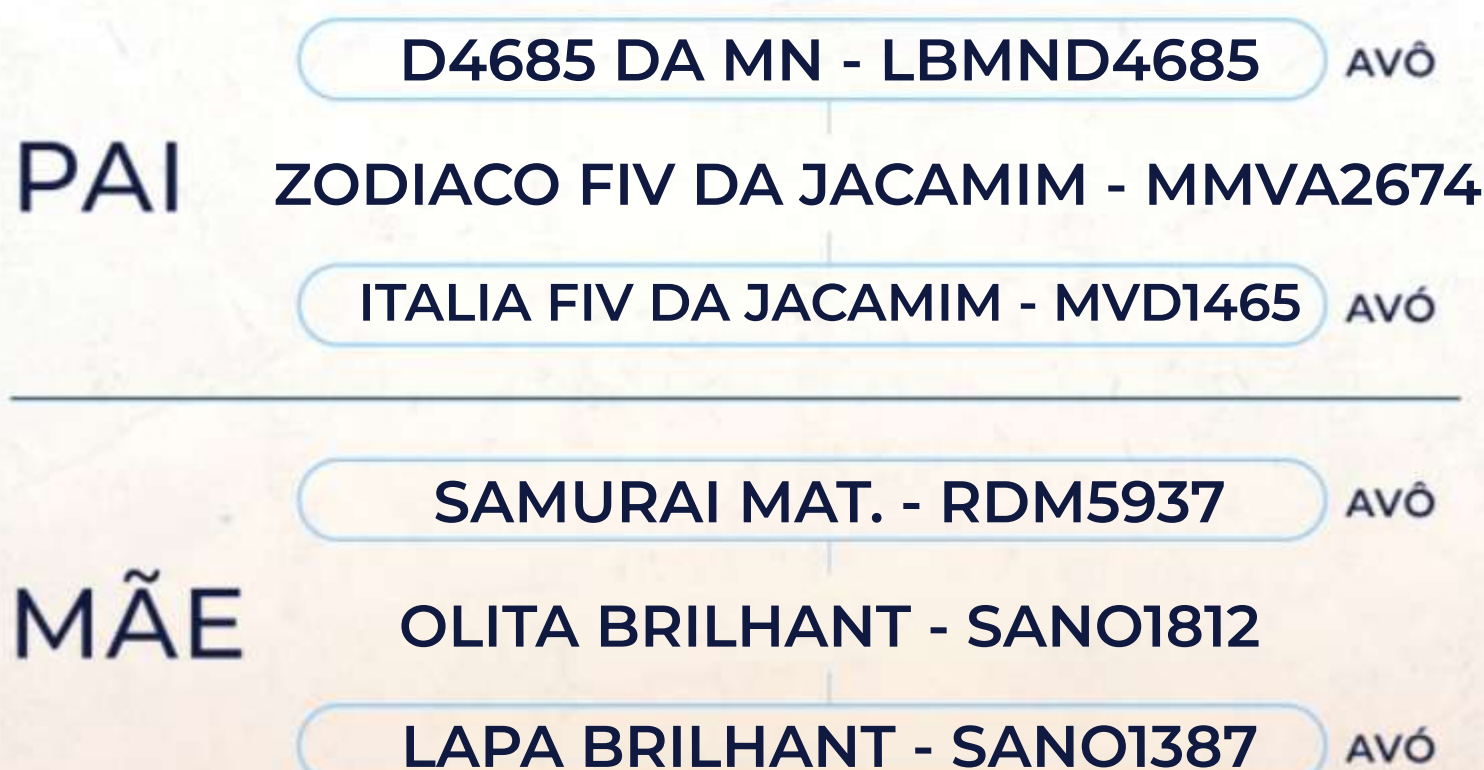 D4685 DA MN - LBMND4685 AVÔ
PAI ZODIACO FIV DA JACAMIM - MMVA2674
ITALIA FIV DA JACAMIM - MVD1465 AVÓ
SAMURAI MAT. - RDM5937 AVÔ
MÃE OLITA BRILHANT - SANO1812
LAPA BRILHANT - SANO1387 AVÓ